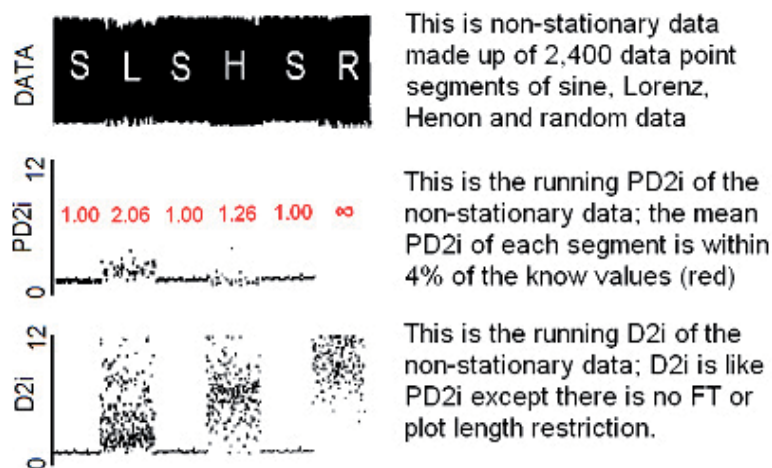 DATA
S L S H S R
This is non-stationary data
made up of 2,400 data point
segments of sine, Lorenz,
Henon and random data
PD2i
12
0
1.00 2.06 1.00 1.26 1.00 ∞
This is the running PD2i of the
non-stationary data; the mean
PD2i of each segment is within
4% of the know values (red)
D2i
12
0
This is the running D2i of the
non-stationary data; D2i is like
PD2i except there is no FT or
plot length restriction.